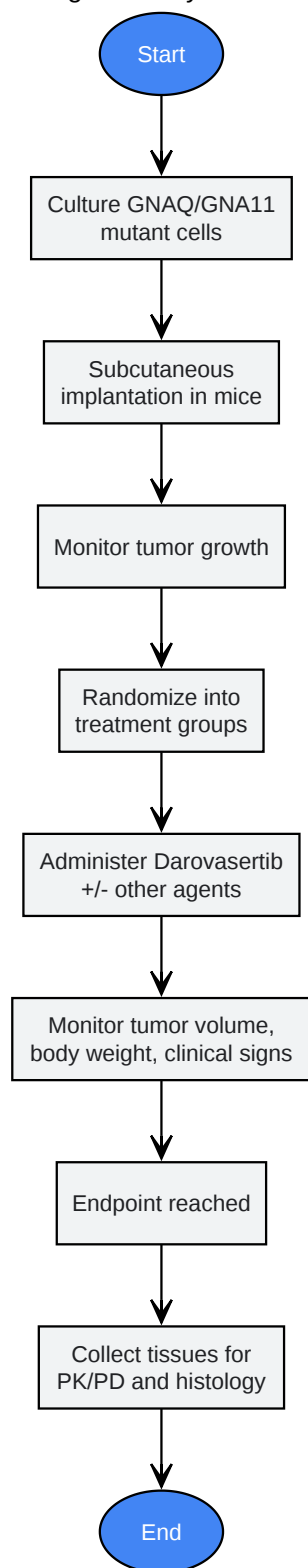 Start
Culture GNAQ/GNA11
mutant cells
Subcutaneous
implantation in mice
Monitor tumor growth
Randomize into
treatment groups
Administer Darovasertib
+/- other agents
Monitor tumor volume,
body weight, clinical signs
Endpoint reached
Collect tissues for
PK/PD and histology
End